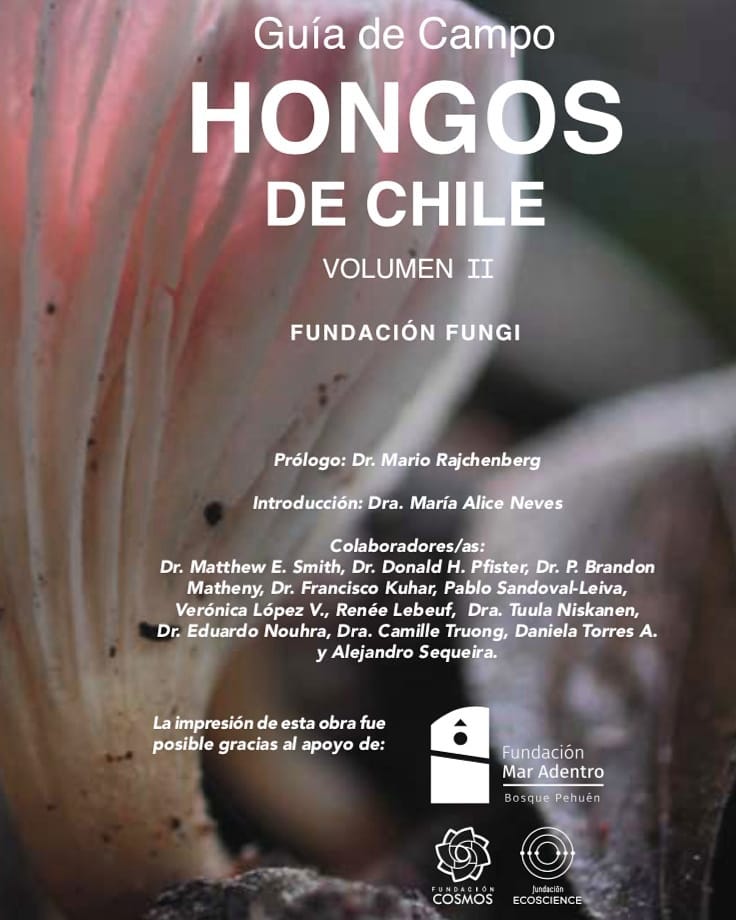 Guía de Campo
HONGOS
DE CHILE
VOLUMEN II
FUNDACIÓN FUNGI
Prólogo: Dr. Mario Rajchenberg
Introducción: Dra. María Alice Neves
Colaboradores/as:
Dr. Matthew E. Smith, Dr. Donald H. Pfister, Dr. P. Brandon
Matheny, Dr. Francisco Kuhar, Pablo Sandoval-Leiva,
Verónica López V., Renée Lebeuf, Dra. Tuula Niskanen,
Dr. Eduardo Nouhra, Dra. Camille Truong, Daniela Torres A.
y Alejandro Sequeira.
La impresión de esta obra fue
posible gracias al apoyo de:
Fundación
Mar Adentro
Bosque Pehuén
FUNDACIÓN
COSMOS
fundación
ECOSCIENCE